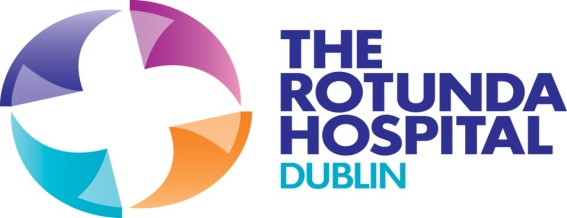 THE
ROTUNDA
HOSPITAL
DUBLIN